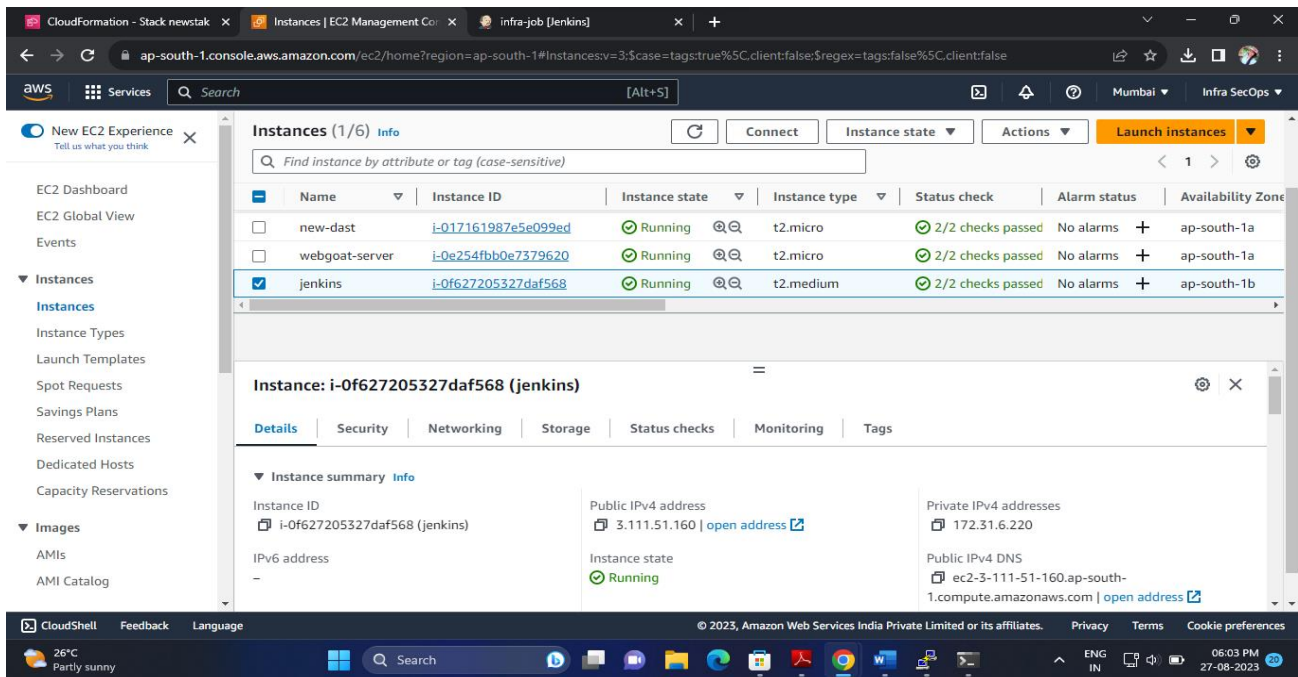 CloudFormation - Stack newstak
Instances | EC2 Management Con
infra-job [Jenkins]
ap-south-1.console.aws.amazon.com/ec2/home?region=ap-south-1#Instances:v=3;$case=tags:true%5C,client:false;$regex=tags:false%5C,client:false
aws Services Search [Alt+S] Mumbai Infra SecOps
New EC2 Experience
Tell us what you think
EC2 Dashboard
EC2 Global View
Events
Instances
Instances
Instance Types
Launch Templates
Spot Requests
Savings Plans
Reserved Instances
Dedicated Hosts
Capacity Reservations
Images
AMIs
AMI Catalog
Instances (1/6) Info Connect Instance state Actions Launch instances
Find instance by attribute or tag (case-sensitive) 1
Name Instance ID Instance state Instance type Status check Alarm status Availability Zone
new-dast i-017161987e5e099ed Running t2.micro 2/2 checks passed No alarms + ap-south-1a
webgoat-server i-0e254fbb0e7379620 Running t2.micro 2/2 checks passed No alarms + ap-south-1a
jenkins i-0f627205327daf568 Running t2.medium 2/2 checks passed No alarms + ap-south-1b
Instance: i-0f627205327daf568 (jenkins)
Details Security Networking Storage Status checks Monitoring Tags
Instance summary Info
Instance ID
i-0f627205327daf568 (jenkins)
Public IPv4 address
3.111.51.160 | open address
Private IPv4 addresses
172.31.6.220
IPv6 address
–
Instance state
Running
Public IPv4 DNS
ec2-3-111-51-160.ap-south-
1.compute.amazonaws.com | open address
CloudShell Feedback Language © 2023, Amazon Web Services India Private Limited or its affiliates. Privacy Terms Cookie preferences
26°C
Partly sunny
Search
ENG
IN
06:03 PM
27-08-2023
20